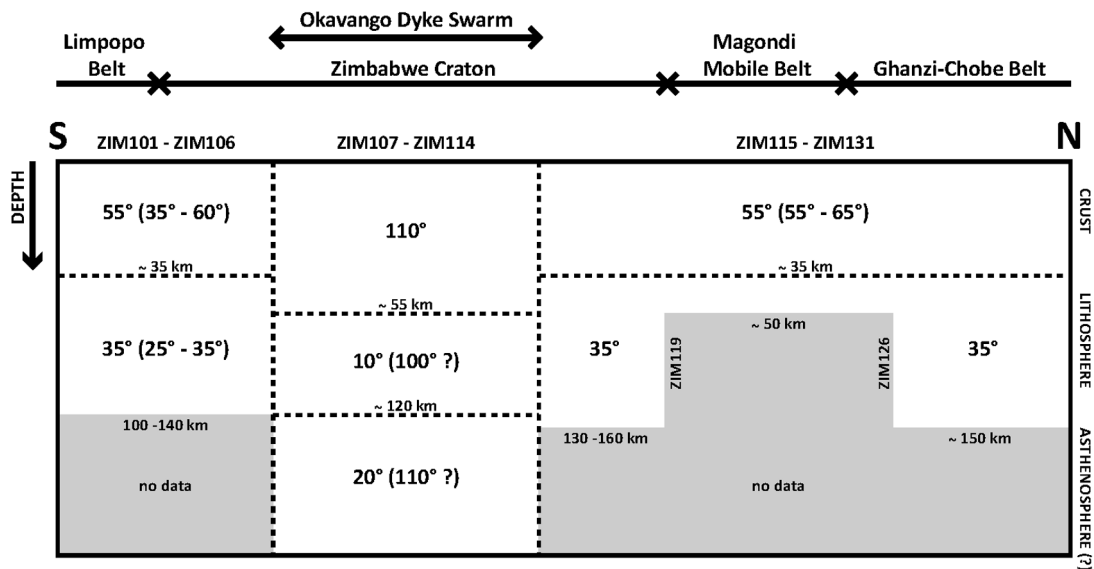 Okavango Dyke Swarm
Limpopo
Belt
Zimbabwe Craton
Magondi
Mobile Belt
Ghanzi-Chobe Belt
S
ZIM101 - ZIM106
ZIM107 - ZIM114
ZIM115 - ZIM131
N
DEPTH
55° (35° - 60°)
110°
55° (55° - 65°)
CRUST
~ 35 km
~ 35 km
~ 55 km
~ 50 km
35° (25° - 35°)
10° (100° ?)
35°
ZIM119
ZIM126
35°
LITHOSPHERE
~ 120 km
100 -140 km
130 -160 km
~ 150 km
20° (110° ?)
no data
no data
ASTHENOSPHERE (?)